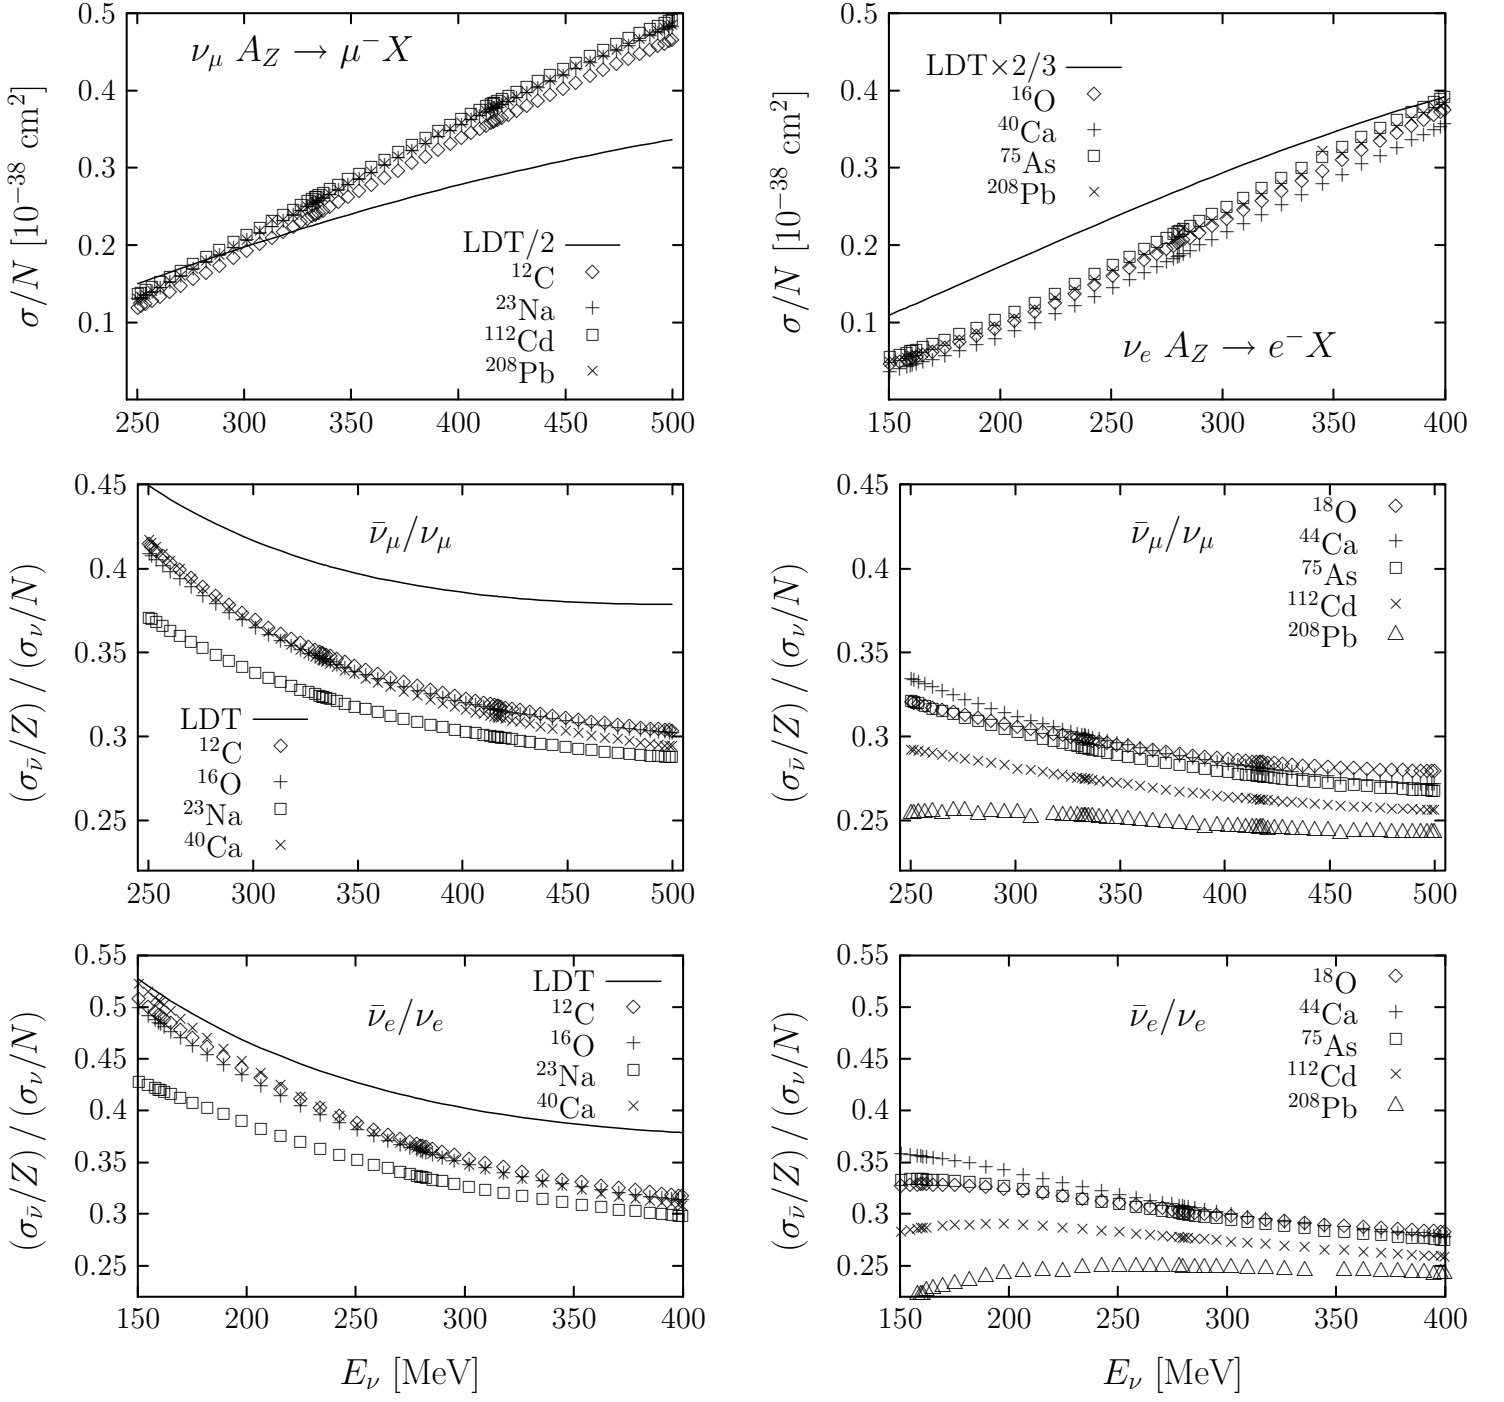 0.5
0.4
0.3
0.2
0.1
σ/N [10⁻³⁸ cm²]
ν_μ A_Z → μ⁻ X
LDT/2
¹²C
²³Na
¹¹²Cd
²⁰⁸Pb
250 300 350 400 450 500
0.5
0.4
0.3
0.2
0.1
σ/N [10⁻³⁸ cm²]
LDT×2/3
¹⁶O
⁴⁰Ca
⁷⁵As
²⁰⁸Pb
ν_e A_Z → e⁻ X
150 200 250 300 350 400
0.45
0.4
0.35
0.3
0.25
(σ_ν̄/Z) / (σ_ν/N)
ν̄_μ/ν_μ
LDT
¹²C
¹⁶O
²³Na
⁴⁰Ca
250 300 350 400 450 500
0.45
0.4
0.35
0.3
0.25
(σ_ν̄/Z) / (σ_ν/N)
ν̄_μ/ν_μ
¹⁸O
⁴⁴Ca
⁷⁵As
¹¹²Cd
²⁰⁸Pb
250 300 350 400 450 500
0.55
0.5
0.45
0.4
0.35
0.3
0.25
(σ_ν̄/Z) / (σ_ν/N)
ν̄_e/ν_e
LDT
¹²C
¹⁶O
²³Na
⁴⁰Ca
150 200 250 300 350 400
E_ν [MeV]
0.55
0.5
0.45
0.4
0.35
0.3
0.25
(σ_ν̄/Z) / (σ_ν/N)
ν̄_e/ν_e
¹⁸O
⁴⁴Ca
⁷⁵As
¹¹²Cd
²⁰⁸Pb
150 200 250 300 350 400
E_ν [MeV]